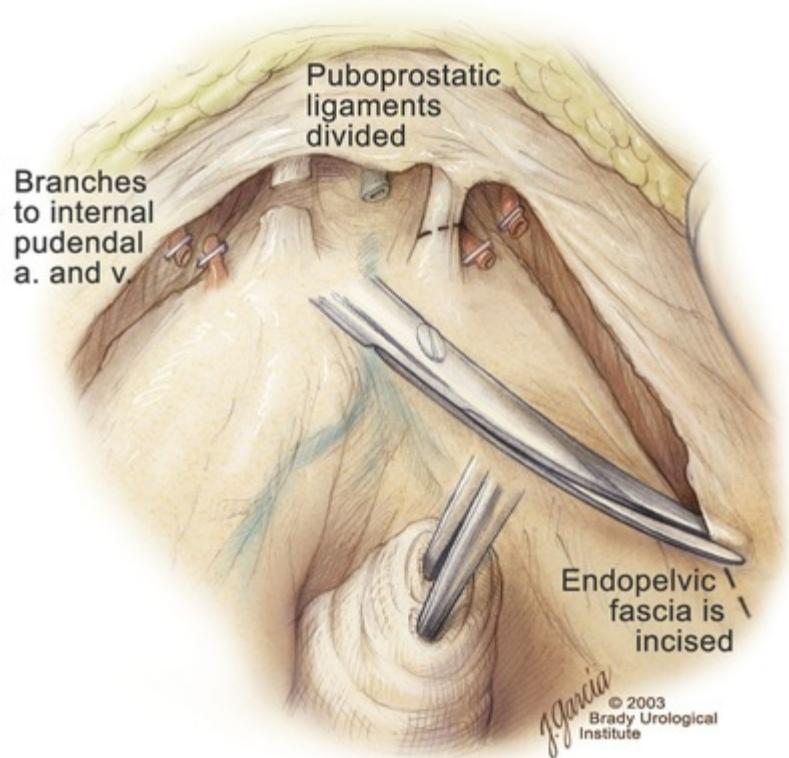 Puboprostatic
ligaments
divided
Branches
to internal
pudendal
a. and v.
Endopelvic
fascia is
incised
J. Garcia
© 2003
Brady Urological
Institute